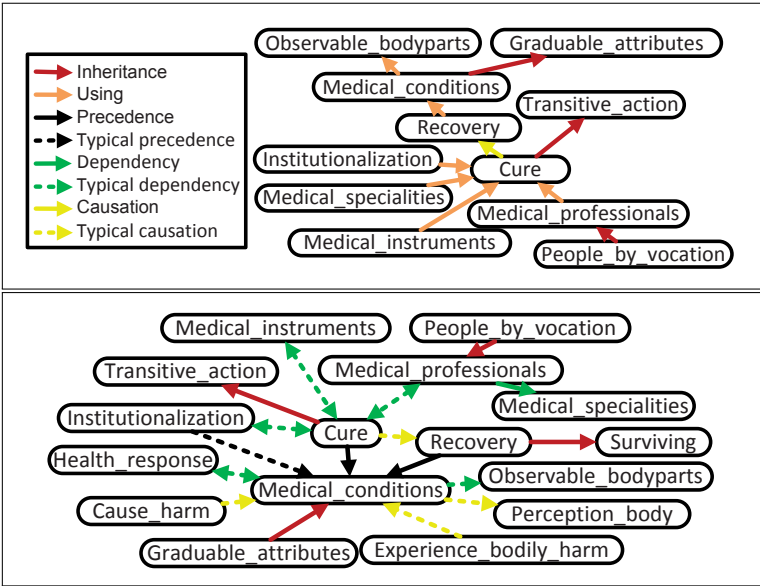 Observable_bodyparts
Graduable_attributes
Inheritance
Using
Precedence
Typical precedence
Dependency
Typical dependency
Causation
Typical causation
Medical_conditions
Transitive_action
Recovery
Institutionalization
Cure
Medical_specialities
Medical_professionals
Medical_instruments
People_by_vocation
Medical_instruments
People_by_vocation
Transitive_action
Medical_professionals
Institutionalization
Medical_specialities
Cure
Recovery
Surviving
Health_response
Observable_bodyparts
Medical_conditions
Cause_harm
Perception_body
Graduable_attributes
Experience_bodily_harm